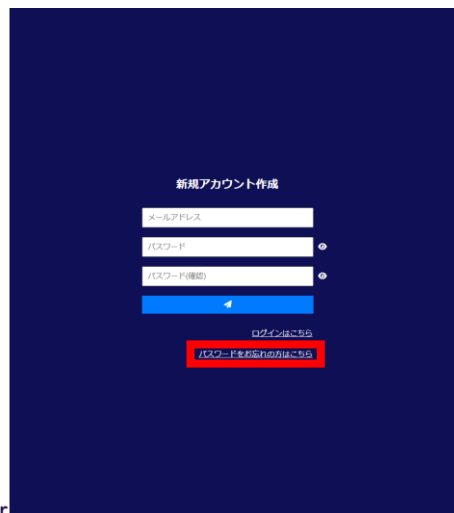 新規アカウント作成
メールアドレス
パスワード
パスワード(確認)
ログインはこちら
パスワードをお忘れの方はこちら
r